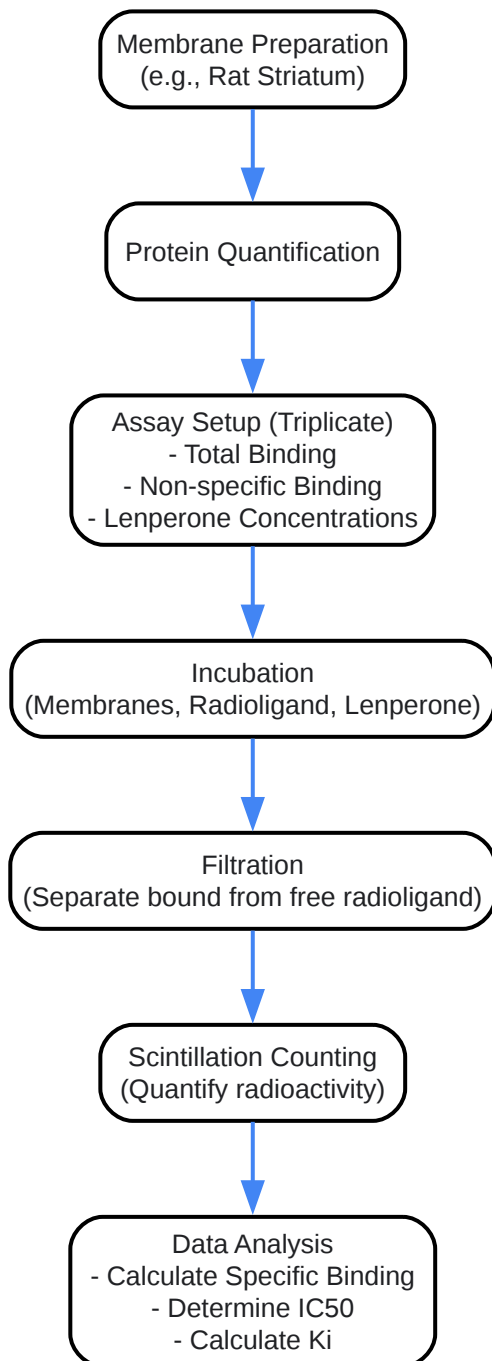 Membrane Preparation
(e.g., Rat Striatum)
Protein Quantification
Assay Setup (Triplicate)
- Total Binding
- Non-specific Binding
- Lenperone Concentrations
Incubation
(Membranes, Radioligand, Lenperone)
Filtration
(Separate bound from free radioligand)
Scintillation Counting
(Quantify radioactivity)
Data Analysis
- Calculate Specific Binding
- Determine IC50
- Calculate Ki